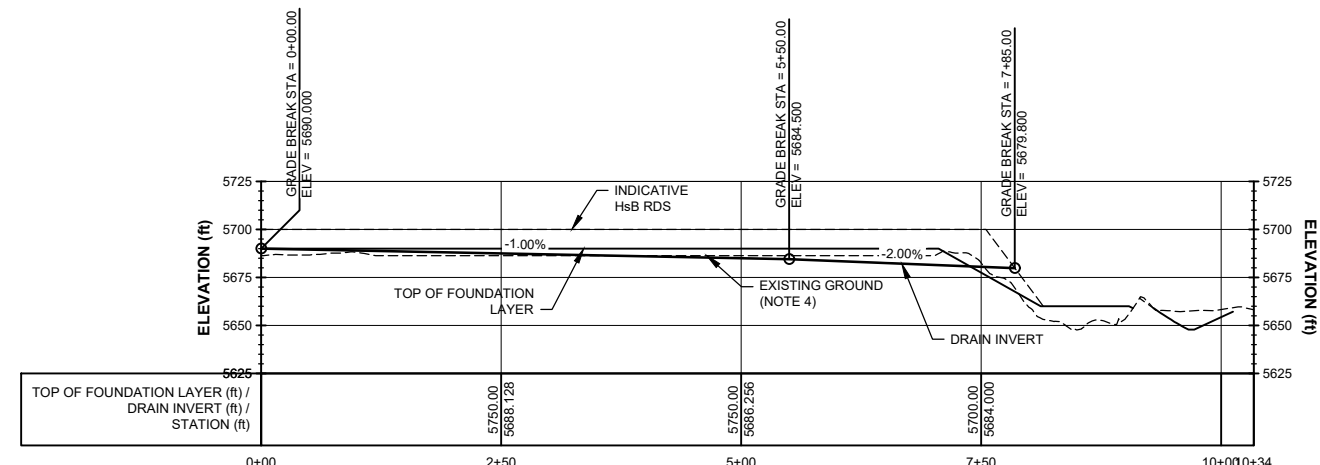 GRADE BREAK STA = 0+00.00
ELEV = 5690.000
GRADE BREAK STA = 5+50.00
ELEV = 5684.500
GRADE BREAK STA = 7+85.00
ELEV = 5679.800
5725
5700
5675
5650
5625
ELEVATION (ft)
INDICATIVE
HsB RDS
-1.00%
-2.00%
TOP OF FOUNDATION
LAYER
EXISTING GROUND
(NOTE 4)
DRAIN INVERT
5725
5700
5675
5650
5625
ELEVATION (ft)
TOP OF FOUNDATION LAYER (ft) /
DRAIN INVERT (ft) /
STATION (ft)
5750.00
5688.128
5750.00
5686.256
5700.00
5684.000
0+00
2+50
5+00
7+50
10+00
10+34